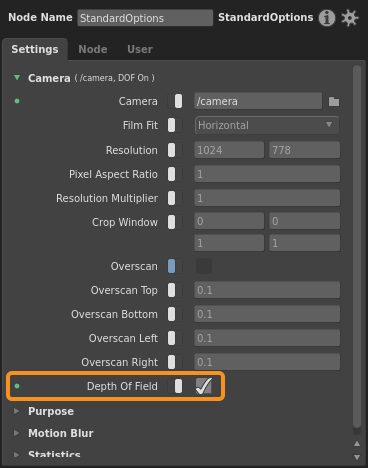 Node Name StandardOptions StandardOptions
Settings Node User
Camera ( /camera, DOF On )
Camera /camera
Film Fit Horizontal
Resolution 1024 778
Pixel Aspect Ratio 1
Resolution Multiplier 1
Crop Window 0 0
1 1
Overscan
Overscan Top 0.1
Overscan Bottom 0.1
Overscan Left 0.1
Overscan Right 0.1
Depth Of Field
Purpose
Motion Blur
Statistics